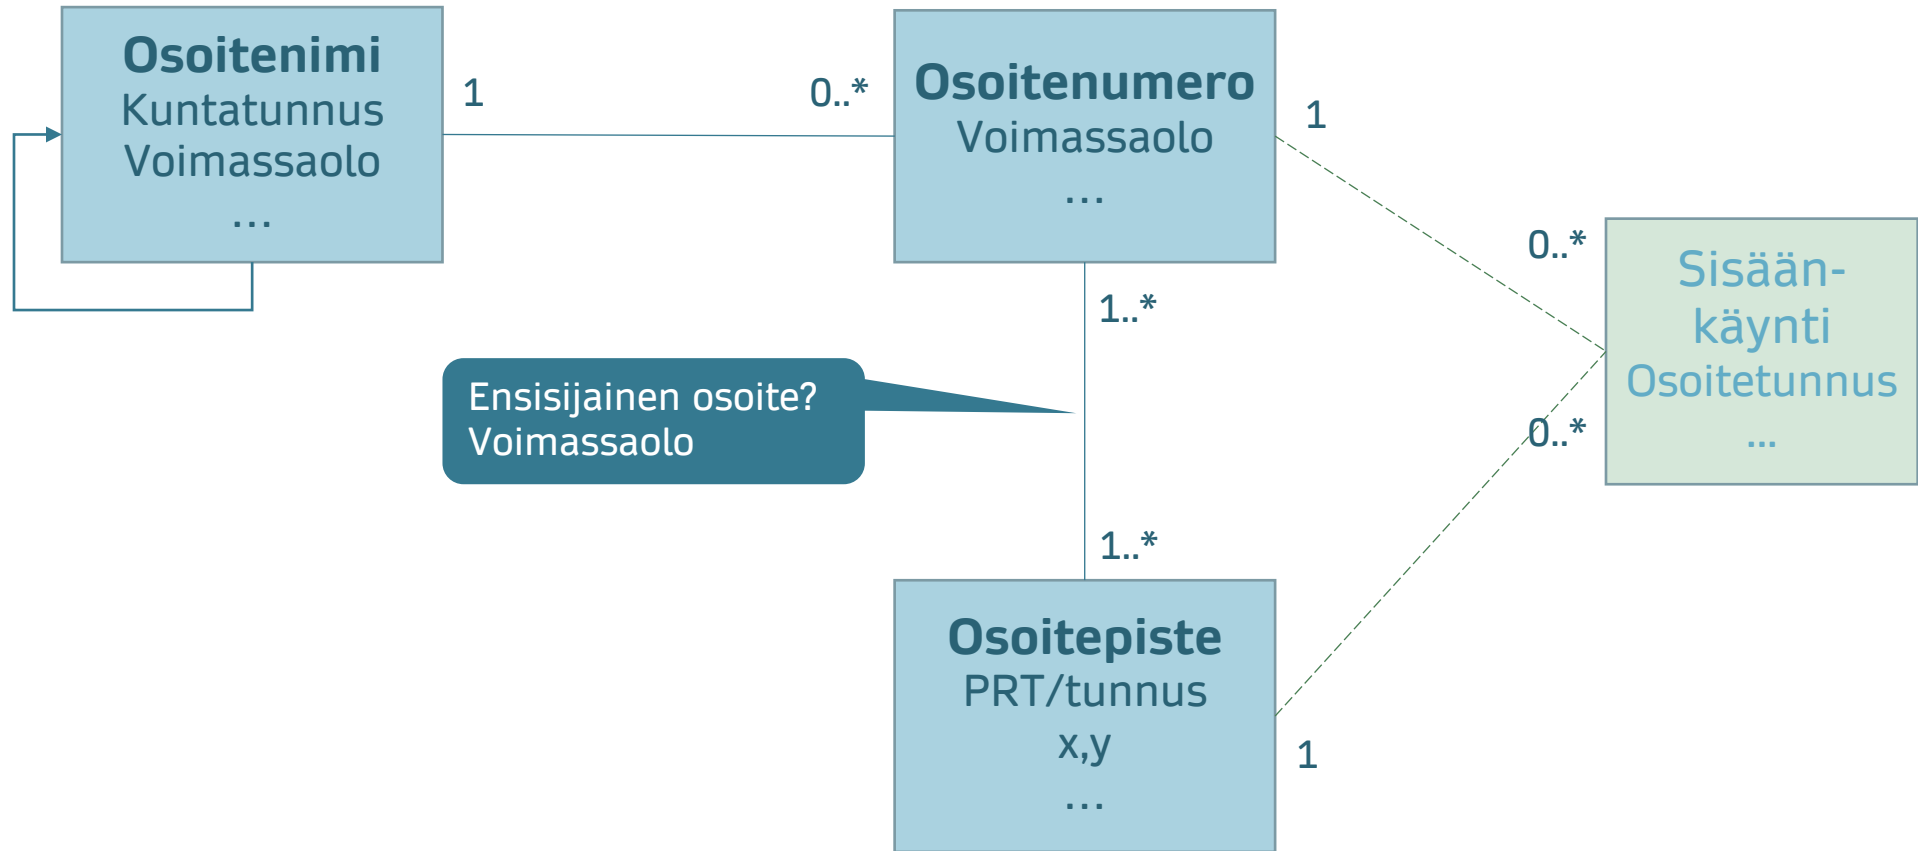 Osoitenimi
Kuntatunnus
Voimassaolo
...
1
0..*
Osoitenumero
Voimassaolo
...
1
0..*
Sisään-
käynti
Osoitetunnus
...
0..*
1..*
Ensisijainen osoite?
Voimassaolo
1..*
Osoitepiste
PRT/tunnus
x,y
...
1